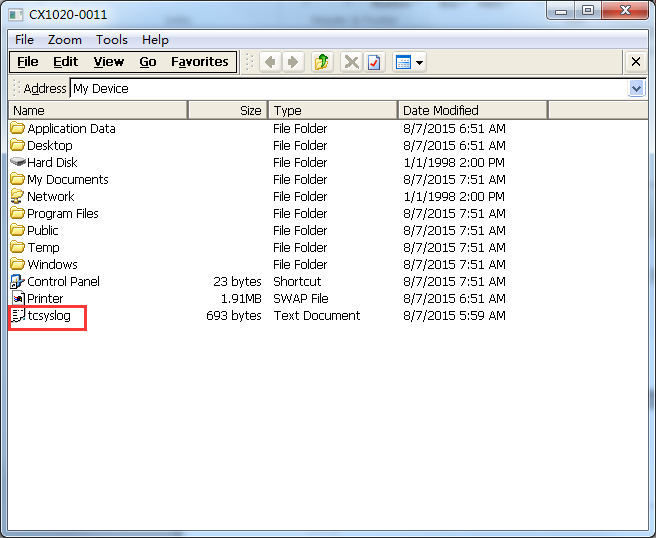 CX1020-0011
File Zoom Tools Help
File Edit View Go Favorites
Address My Device
Name Size Type Date Modified
Application Data File Folder 8/7/2015 6:51 AM
Desktop File Folder 8/7/2015 6:51 AM
Hard Disk File Folder 1/1/1998 2:00 PM
My Documents File Folder 8/7/2015 7:51 AM
Network File Folder 1/1/1998 2:00 PM
Program Files File Folder 8/7/2015 7:51 AM
Public File Folder 8/7/2015 7:51 AM
Temp File Folder 8/7/2015 7:51 AM
Windows File Folder 8/7/2015 7:51 AM
Control Panel 23 bytes Shortcut 8/7/2015 7:51 AM
Printer 1.91MB SWAP File 8/7/2015 6:51 AM
tcsyslog 693 bytes Text Document 8/7/2015 5:59 AM